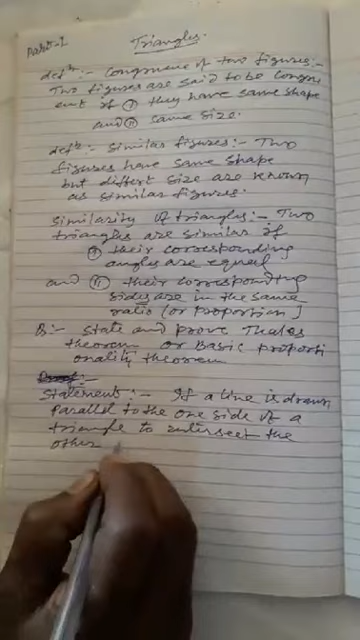 Part-1
Triangles.
defⁿ:- Congruence of two figures:-
Two figures are said to be congru
ent if (i) they have same shape
and (ii) same size.
defⁿ:- Similar figures:- Two
figures have same shape
but differt size are known
as similar figures.
Similarity of triangles:- Two
triangles are similar if
(i) their corresponding
angles are equal
and (ii) their corresponding
sides are in the same
ratio (or proportion)
Q:- State and prove Thales
theorem or Basic proporti
onality theorem
Statement:- If a line is drawn
parallel to the one side of a
triangle to intersect the
other